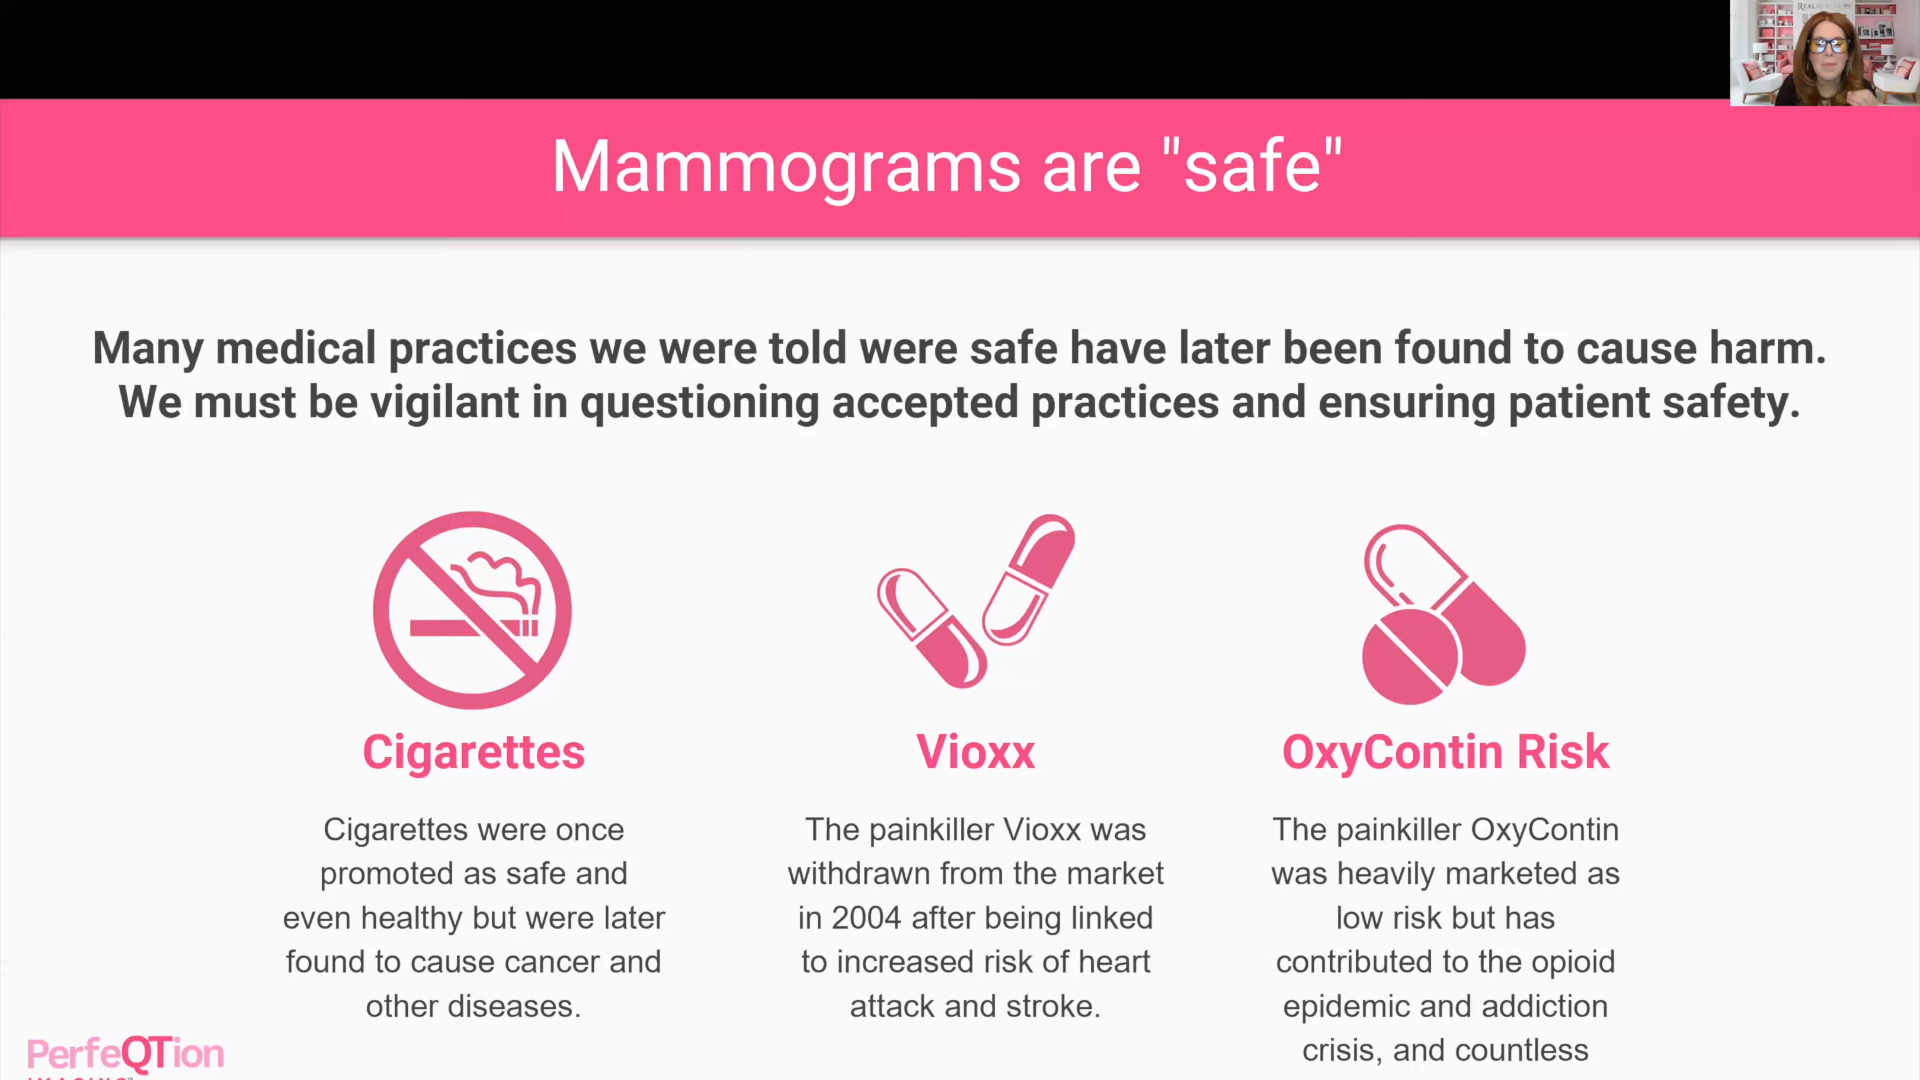 REAL
Mammograms are "safe"
Many medical practices we were told were safe have later been found to cause harm.
We must be vigilant in questioning accepted practices and ensuring patient safety.
Cigarettes
Cigarettes were once
promoted as safe and
even healthy but were later
found to cause cancer and
other diseases.
Vioxx
The painkiller Vioxx was
withdrawn from the market
in 2004 after being linked
to increased risk of heart
attack and stroke.
OxyContin Risk
The painkiller OxyContin
was heavily marketed as
low risk but has
contributed to the opioid
epidemic and addiction
crisis, and countless
PerfeQTion